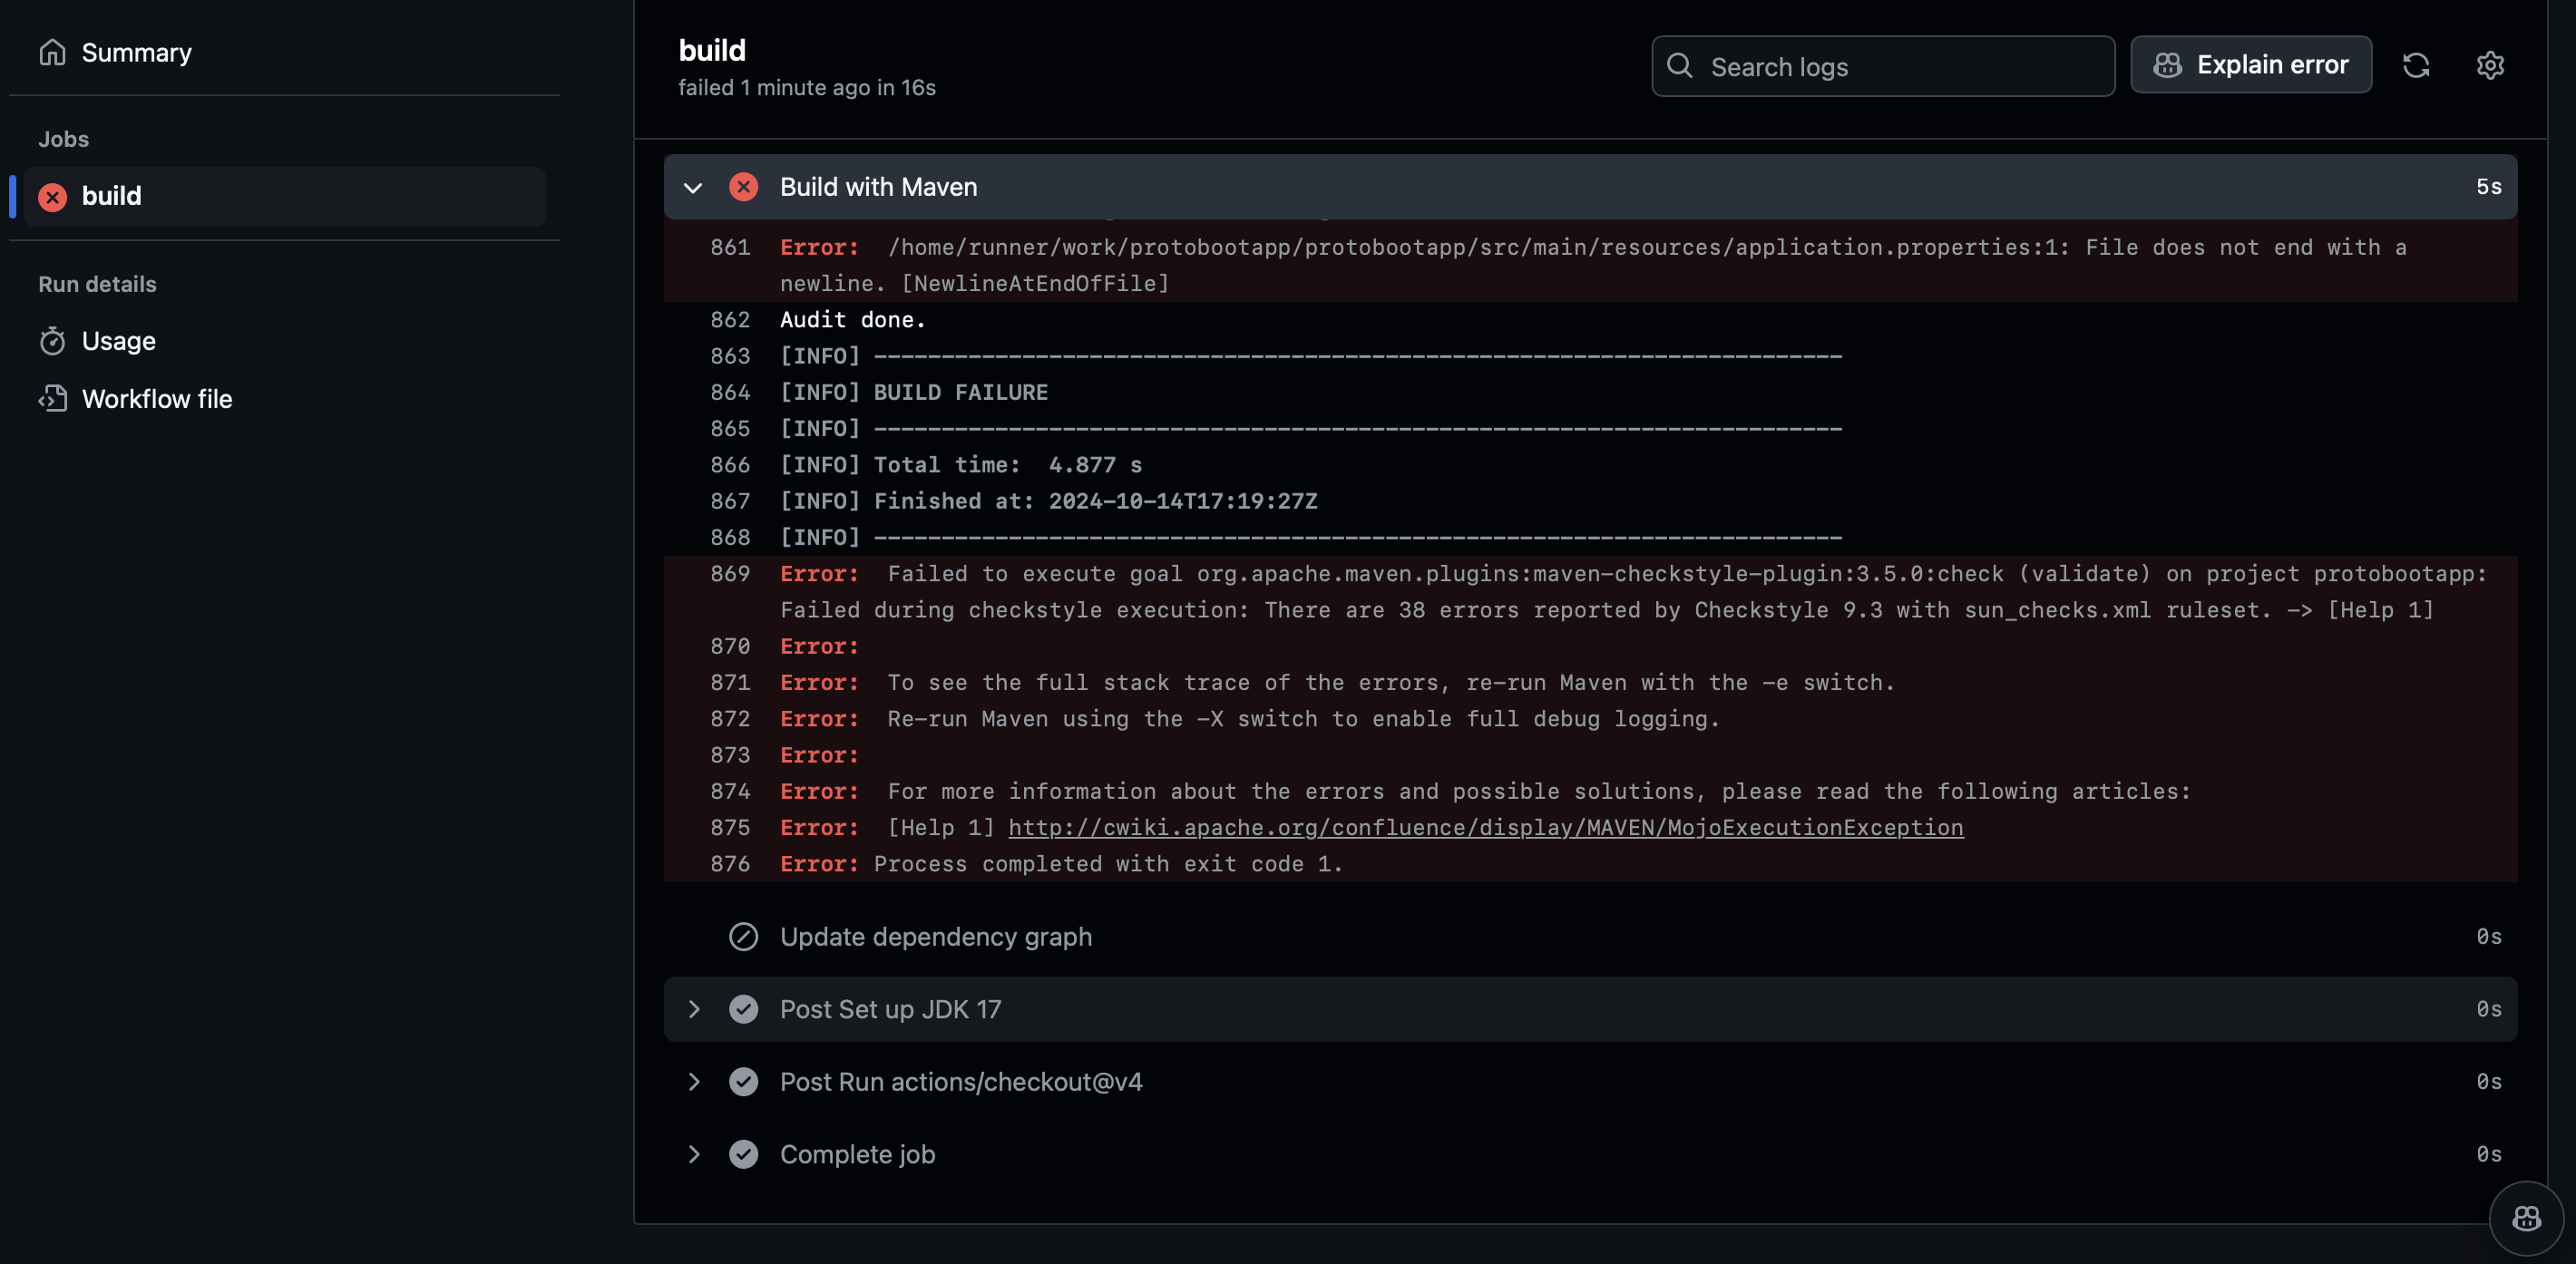 Summary
Jobs
build
Run details
Usage
Workflow file
build
failed 1 minute ago in 16s
Search logs
Explain error
Build with Maven 5s
861 Error:  /home/runner/work/protobootapp/protobootapp/src/main/resources/application.properties:1: File does not end with a
newline. [NewlineAtEndOfFile]
862 Audit done.
863 [INFO] ------------------------------------------------------------------------
864 [INFO] BUILD FAILURE
865 [INFO] ------------------------------------------------------------------------
866 [INFO] Total time:  4.877 s
867 [INFO] Finished at: 2024-10-14T17:19:27Z
868 [INFO] ------------------------------------------------------------------------
869 Error:  Failed to execute goal org.apache.maven.plugins:maven-checkstyle-plugin:3.5.0:check (validate) on project protobootapp:
Failed during checkstyle execution: There are 38 errors reported by Checkstyle 9.3 with sun_checks.xml ruleset. -> [Help 1]
870 Error:
871 Error:  To see the full stack trace of the errors, re-run Maven with the -e switch.
872 Error:  Re-run Maven using the -X switch to enable full debug logging.
873 Error:
874 Error:  For more information about the errors and possible solutions, please read the following articles:
875 Error:  [Help 1] http://cwiki.apache.org/confluence/display/MAVEN/MojoExecutionException
876 Error: Process completed with exit code 1.
Update dependency graph 0s
Post Set up JDK 17 0s
Post Run actions/checkout@v4 0s
Complete job 0s